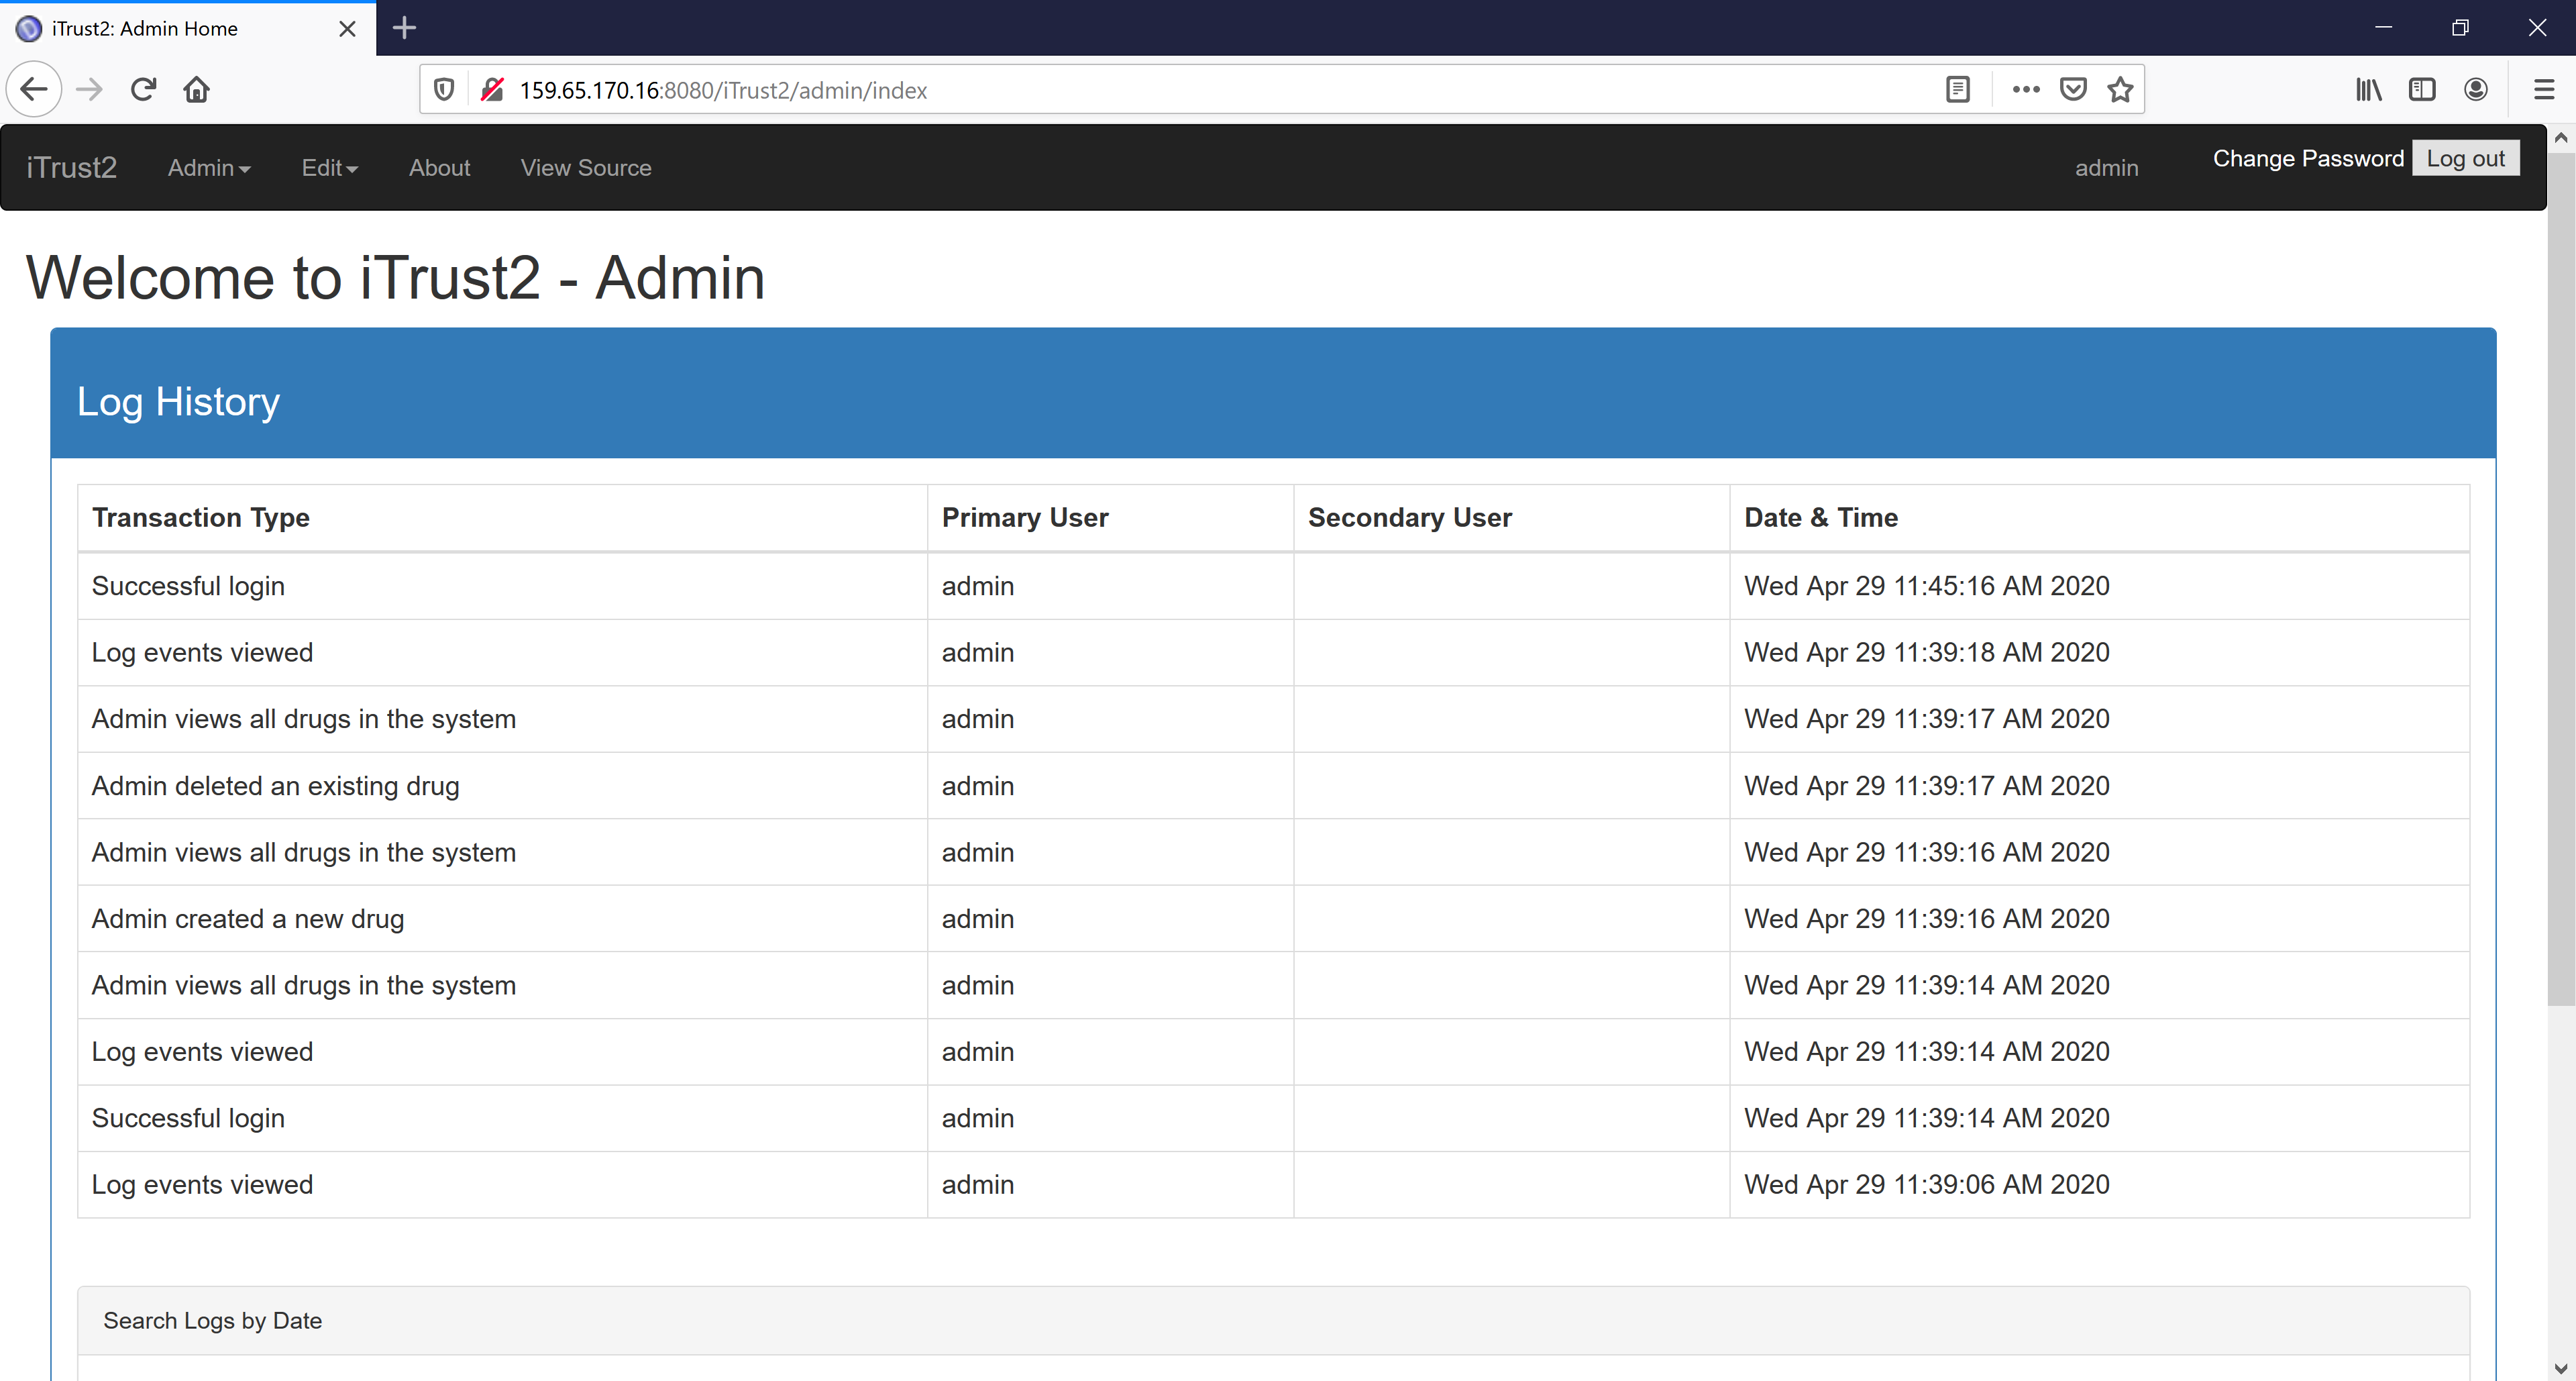 iTrust2: Admin Home
159.65.170.16:8080/iTrust2/admin/index
iTrust2 Admin Edit About View Source admin Change Password Log out
Welcome to iTrust2 - Admin
Log History
Transaction Type Primary User Secondary User Date & Time
Successful login admin Wed Apr 29 11:45:16 AM 2020
Log events viewed admin Wed Apr 29 11:39:18 AM 2020
Admin views all drugs in the system admin Wed Apr 29 11:39:17 AM 2020
Admin deleted an existing drug admin Wed Apr 29 11:39:17 AM 2020
Admin views all drugs in the system admin Wed Apr 29 11:39:16 AM 2020
Admin created a new drug admin Wed Apr 29 11:39:16 AM 2020
Admin views all drugs in the system admin Wed Apr 29 11:39:14 AM 2020
Log events viewed admin Wed Apr 29 11:39:14 AM 2020
Successful login admin Wed Apr 29 11:39:14 AM 2020
Log events viewed admin Wed Apr 29 11:39:06 AM 2020
Search Logs by Date